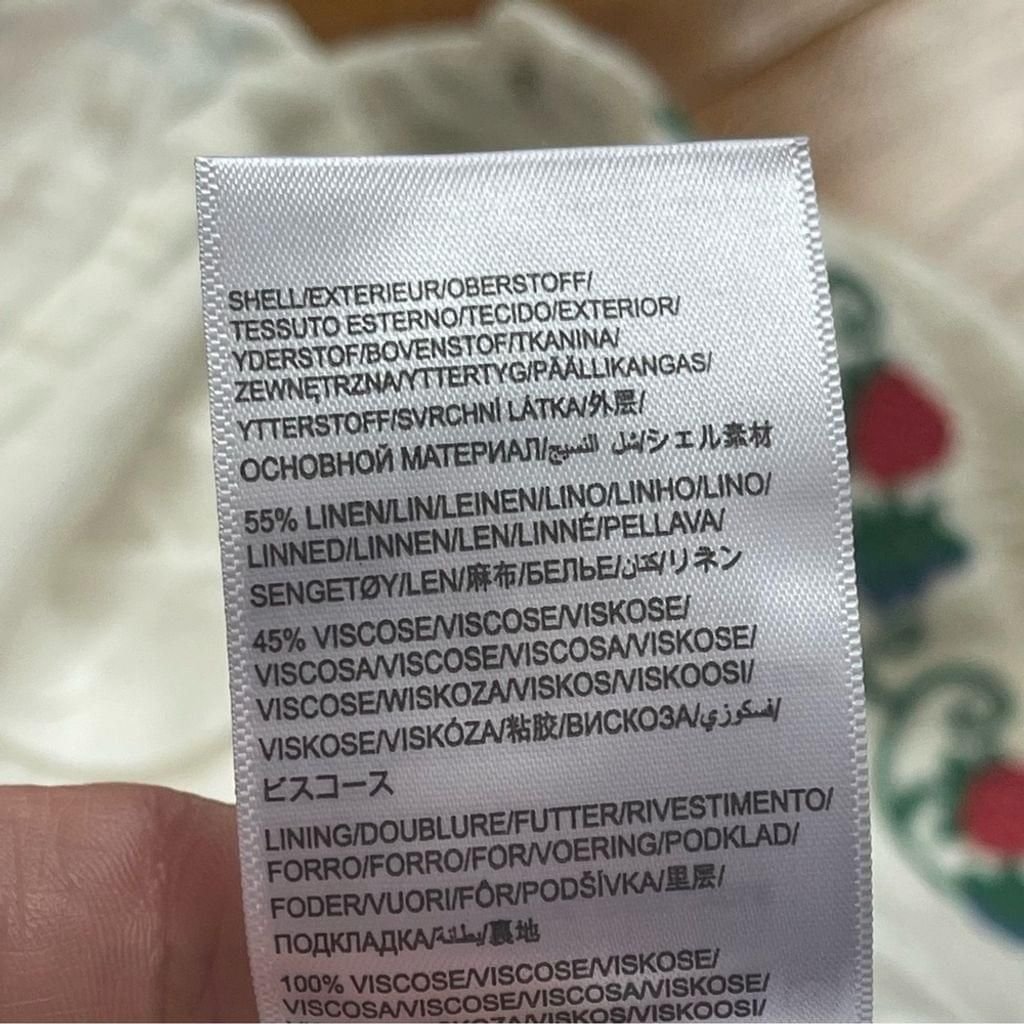 SHELL/EXTERIEUR/OBERSTOFF/
TESSUTO ESTERNO/TECIDO/EXTERIOR/
YDERSTOF/BOVENSTOF/TKANINA/
ZEWNĘTRZNA/YTTERTYG/PÄÄLLIKANGAS/
YTTERSTOFF/SVRCHNÍ LÁTKA/外层/
ОСНОВНОЙ МАТЕРИАЛ/النسيج/シェル素材
55% LINEN/LIN/LEINEN/LINO/LINHO/LINO/
LINNED/LINNEN/LEN/LINNÉ/PELLAVA/
SENGETØY/LEN/麻布/БЕЛЬЕ/كتان/リネン
45% VISCOSE/VISCOSE/VISKOSE/
VISCOSA/VISCOSE/VISCOSA/VISKOSE/
VISCOSE/WISKOZA/VISKOS/VISKOOSI/
VISKOSE/VISKÓZA/粘胶/ВИСКОЗА/فسكوزي/
ビスコース
LINING/DOUBLURE/FUTTER/RIVESTIMENTO/
FORRO/FORRO/FOR/VOERING/PODKLAD/
FODER/VUORI/FÔR/PODŠÍVKA/里层/
ПОДКЛАДКА/بطانة/裏地
100% VISCOSE/VISCOSE/VISKOSE/
VISCOSA/VISCOSE/VISCOSA/VISKOSE/
VISCOSE/WISKOZA/VISKOS/VISKOOSI/